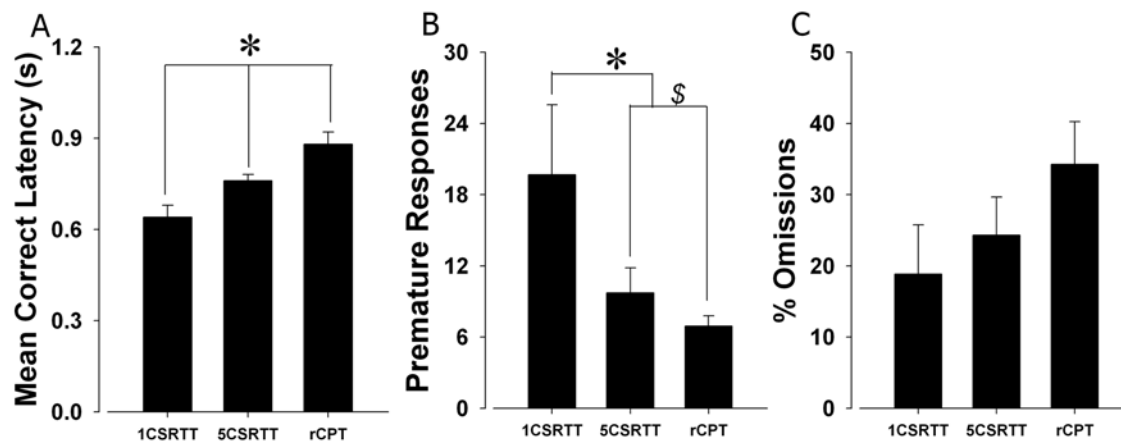 A
*
Mean Correct Latency (s)
1.2
0.9
0.6
0.3
0.0
1CSRTT 5CSRTT rCPT
B
*
$
Premature Responses
30
24
18
12
6
0
1CSRTT 5CSRTT rCPT
C
% Omissions
50
40
30
20
10
0
1CSRTT 5CSRTT rCPT